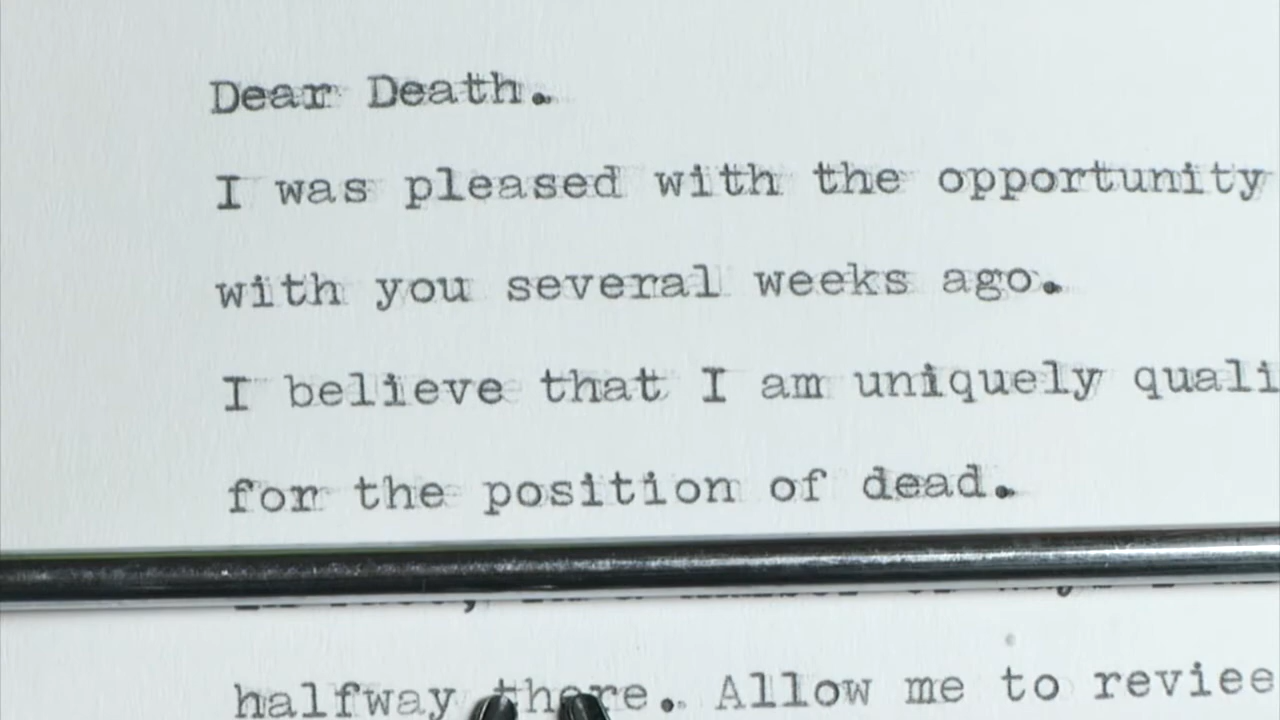 Dear Death.
I was pleased with the opportunity
with you several weeks ago.
I believe that I am uniquely quali
for the position of dead.
halfway there. Allow me to reviee